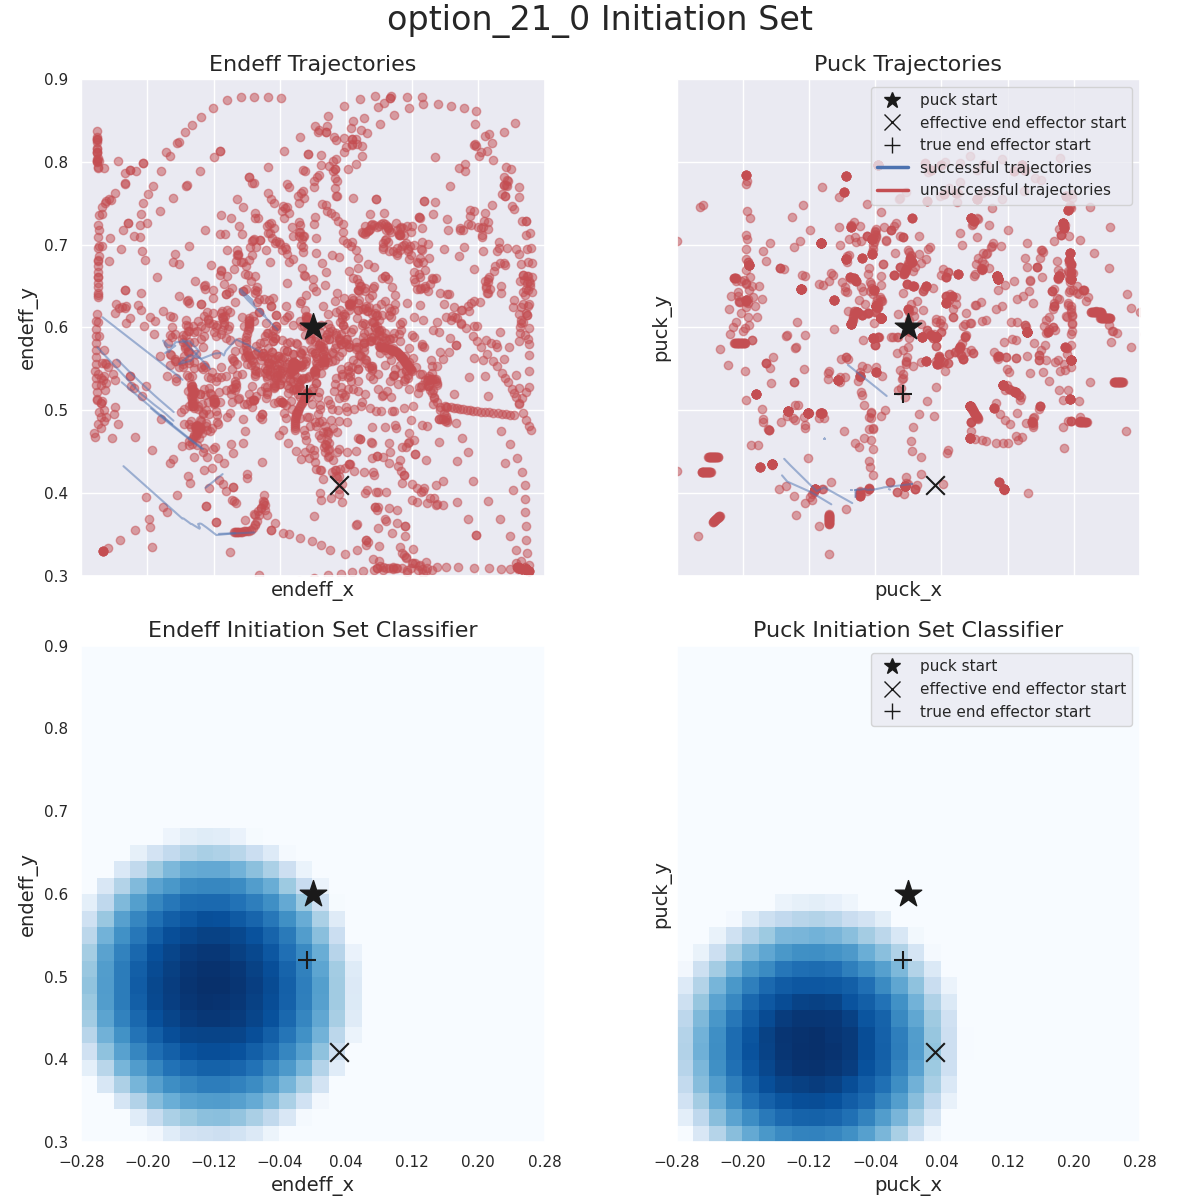 option_21_0 Initiation Set
Endeff Trajectories
Puck Trajectories
0.9
0.8
0.7
0.6
0.5
0.4
0.3
endeff_y
endeff_x
puck_y
puck_x
puck start
effective end effector start
true end effector start
successful trajectories
unsuccessful trajectories
Endeff Initiation Set Classifier
Puck Initiation Set Classifier
0.9
0.8
0.7
0.6
0.5
0.4
0.3
endeff_y
−0.28 −0.20 −0.12 −0.04 0.04 0.12 0.20 0.28
endeff_x
puck_y
puck start
effective end effector start
true end effector start
−0.28 −0.20 −0.12 −0.04 0.04 0.12 0.20 0.28
puck_x